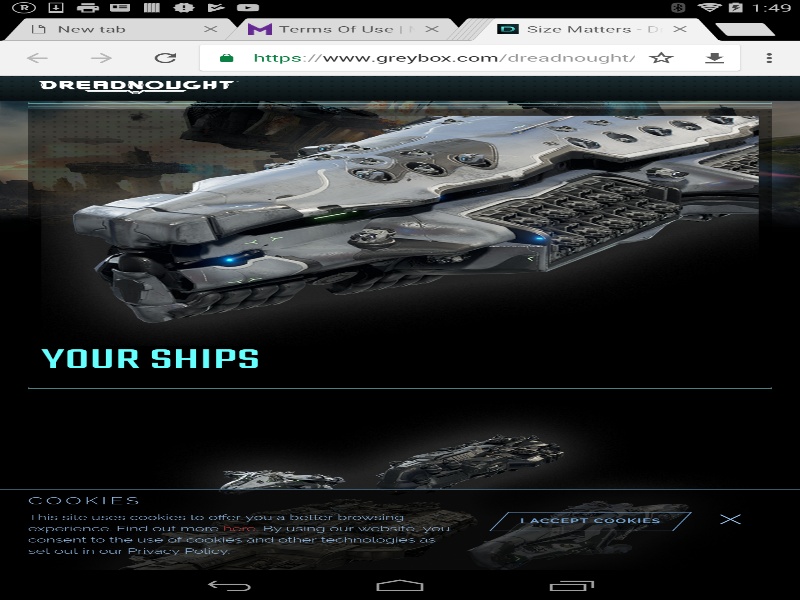 R 1:49
New tab Terms Of Use | Size Matters - D
https://www.greybox.com/dreadnought/
DREADNOUGHT
YOUR SHIPS
COOKIES
This site uses cookies to offer you a better browsing
experience. Find out more here. By using our website, you
consent to the use of cookies and other technologies as
set out in our Privacy Policy.
I ACCEPT COOKIES